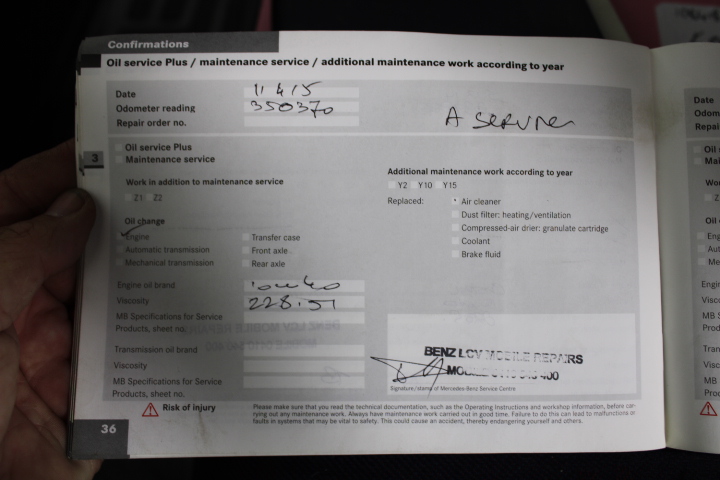 Confirmations
Oil service Plus / maintenance service / additional maintenance work according to year
Date 11 4 15
Odometer reading 350370
Repair order no.
A SERVICE
3
Oil service Plus
Maintenance service
Work in addition to maintenance service
Z1 Z2
Oil change
Engine Transfer case
Automatic transmission Front axle
Mechanical transmission Rear axle
Additional maintenance work according to year
Y2 Y10 Y15
Replaced: Air cleaner
Dust filter: heating/ventilation
Compressed-air drier: granulate cartridge
Coolant
Brake fluid
Engine oil brand
Viscosity 228.51
MB Specifications for Service
Products, sheet no.
Transmission oil brand
Viscosity
MB Specifications for Service
Products, sheet no.
BENZ LCV MOBILE REPAIRS
400
Signature/stamp of Mercedes-Benz Service Centre
Risk of injury
Please make sure that you read the technical documentation, such as the Operating Instructions and workshop information, before car-
rying out any maintenance work. Always have maintenance work carried out in good time. Failure to do this can lead to malfunctions or
faults in systems that may be vital to safety. This could cause an accident, thereby endangering yourself and others.
36
Date